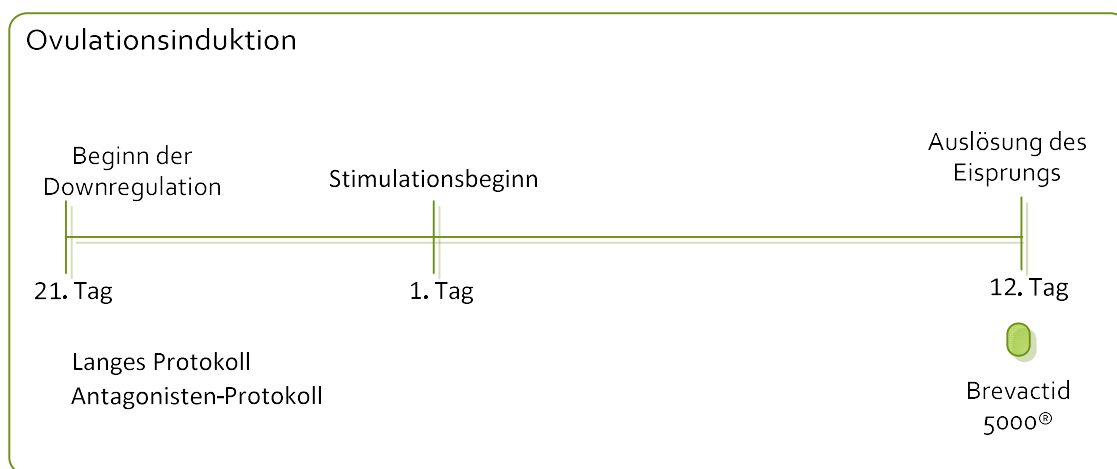 Ovulationsinduktion
Beginn der
Downregulation
Stimulationsbeginn
Auslösung des
Eisprungs
21. Tag
1. Tag
12. Tag
Langes Protokoll
Antagonisten-Protokoll
Brevactid
5000®